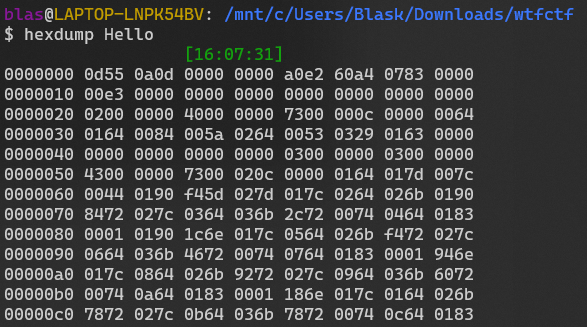 blas@LAPTOP-LNPK54BV: /mnt/c/Users/Blask/Downloads/wtfctf
$ hexdump Hello
[16:07:31]
0000000 0d55 0a0d 0000 0000 a0e2 60a4 0783 0000
0000010 00e3 0000 0000 0000 0000 0000 0000 0000
0000020 0200 0000 4000 0000 7300 000c 0000 0064
0000030 0164 0084 005a 0264 0053 0329 0163 0000
0000040 0000 0000 0000 0000 0300 0000 0300 0000
0000050 4300 0000 7300 020c 0000 0164 017d 007c
0000060 0044 0190 f45d 027d 017c 0264 026b 0190
0000070 8472 027c 0364 036b 2c72 0074 0464 0183
0000080 0001 0190 1c6e 017c 0564 026b f472 027c
0000090 0664 036b 4672 0074 0764 0183 0001 946e
00000a0 017c 0864 026b 9272 027c 0964 036b 6072
00000b0 0074 0a64 0183 0001 186e 017c 0164 026b
00000c0 7872 027c 0b64 036b 7872 0074 0c64 0183